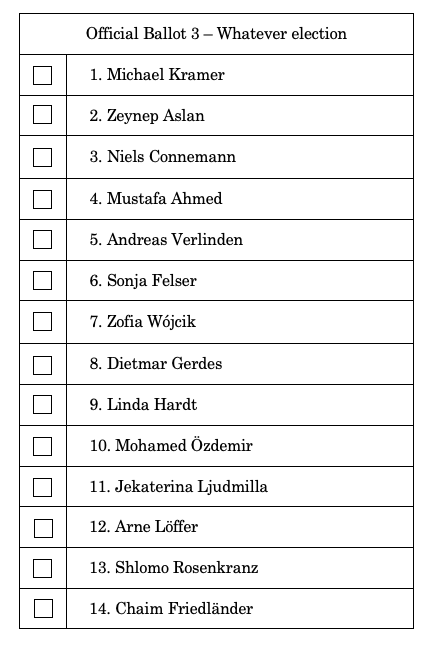 Official Ballot 3 – Whatever election
1. Michael Kramer
2. Zeynep Aslan
3. Niels Connemann
4. Mustafa Ahmed
5. Andreas Verlinden
6. Sonja Felser
7. Zofia Wójcik
8. Dietmar Gerdes
9. Linda Hardt
10. Mohamed Özdemir
11. Jekaterina Ljudmilla
12. Arne Löffer
13. Shlomo Rosenkranz
14. Chaim Friedländer